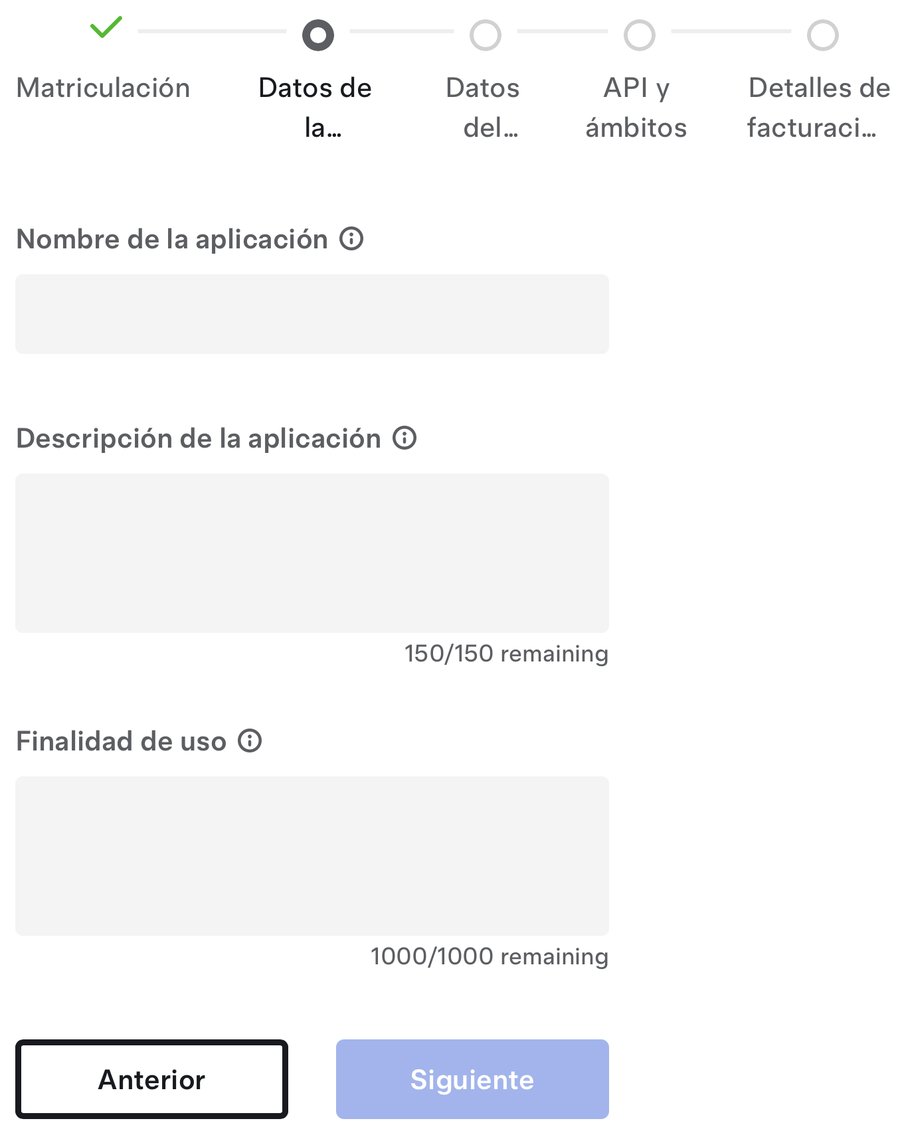 Matriculación
Datos de
la…
Datos
del…
API y
ámbitos
Detalles de
facturaci…
Nombre de la aplicación
Descripción de la aplicación
150/150 remaining
Finalidad de uso
1000/1000 remaining
Anterior
Siguiente